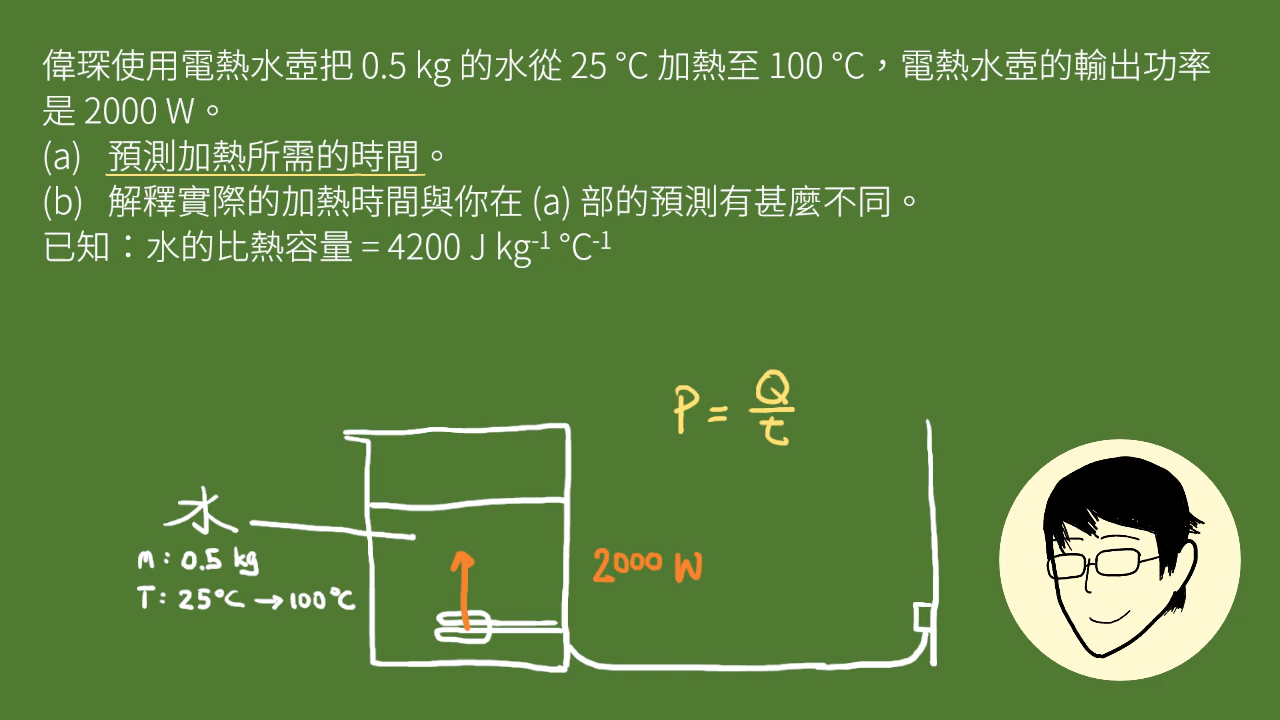 偉琛使用電熱水壺把 0.5 kg 的水從 25 °C 加熱至 100 °C，電熱水壺的輸出功率
是 2000 W。
(a) 預測加熱所需的時間。
(b) 解釋實際的加熱時間與你在 (a) 部的預測有甚麼不同。
已知：水的比熱容量 = 4200 J kg⁻¹ °C⁻¹
P = Q/t
水
m : 0.5 kg
T : 25°C → 100°C
2000 W